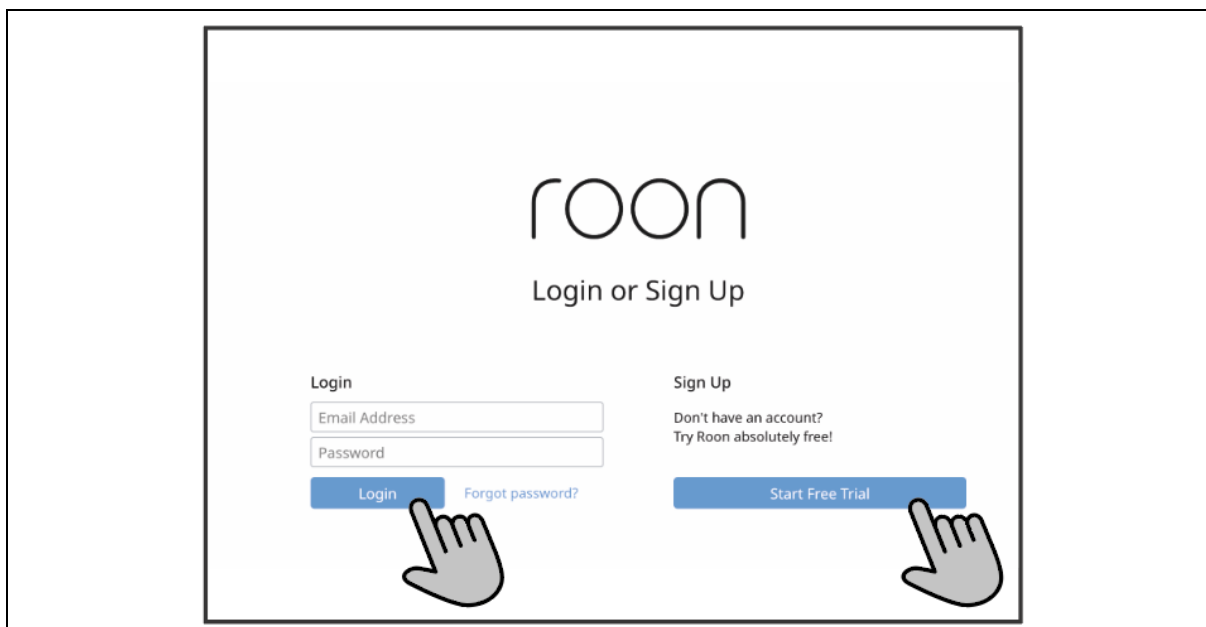 roon
Login or Sign Up
Login
Email Address
Password
Login
Forgot password?
Sign Up
Don't have an account?
Try Roon absolutely free!
Start Free Trial